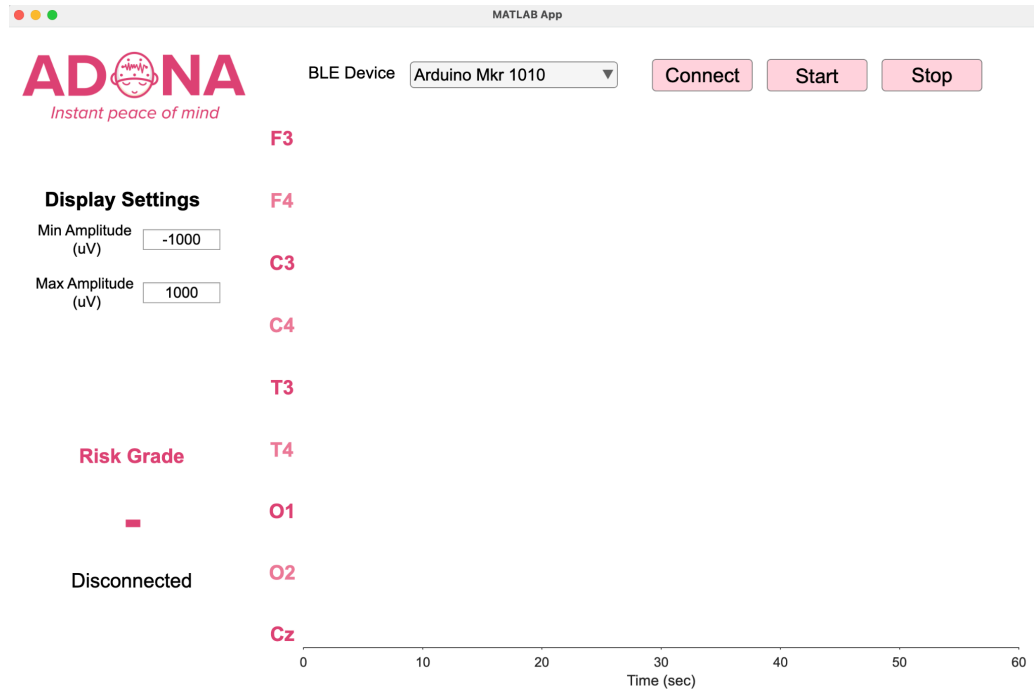 MATLAB App
ADONA
Instant peace of mind
BLE Device
Arduino Mkr 1010
Connect
Start
Stop
Display Settings
Min Amplitude
(uV)
-1000
Max Amplitude
(uV)
1000
Risk Grade
-
Disconnected
F3
F4
C3
C4
T3
T4
O1
O2
Cz
0 10 20 30 40 50 60
Time (sec)